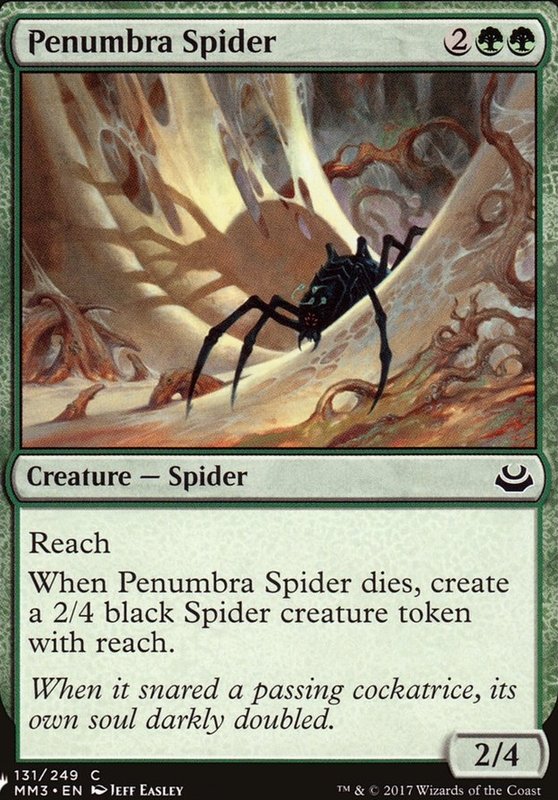 Penumbra Spider 2
Creature — Spider
Reach
When Penumbra Spider dies, create
a 2/4 black Spider creature token
with reach.
When it snared a passing cockatrice, its
own soul darkly doubled.
2/4
131/249 C
MM3 • EN Jeff Easley
™ & © 2017 Wizards of the Coast